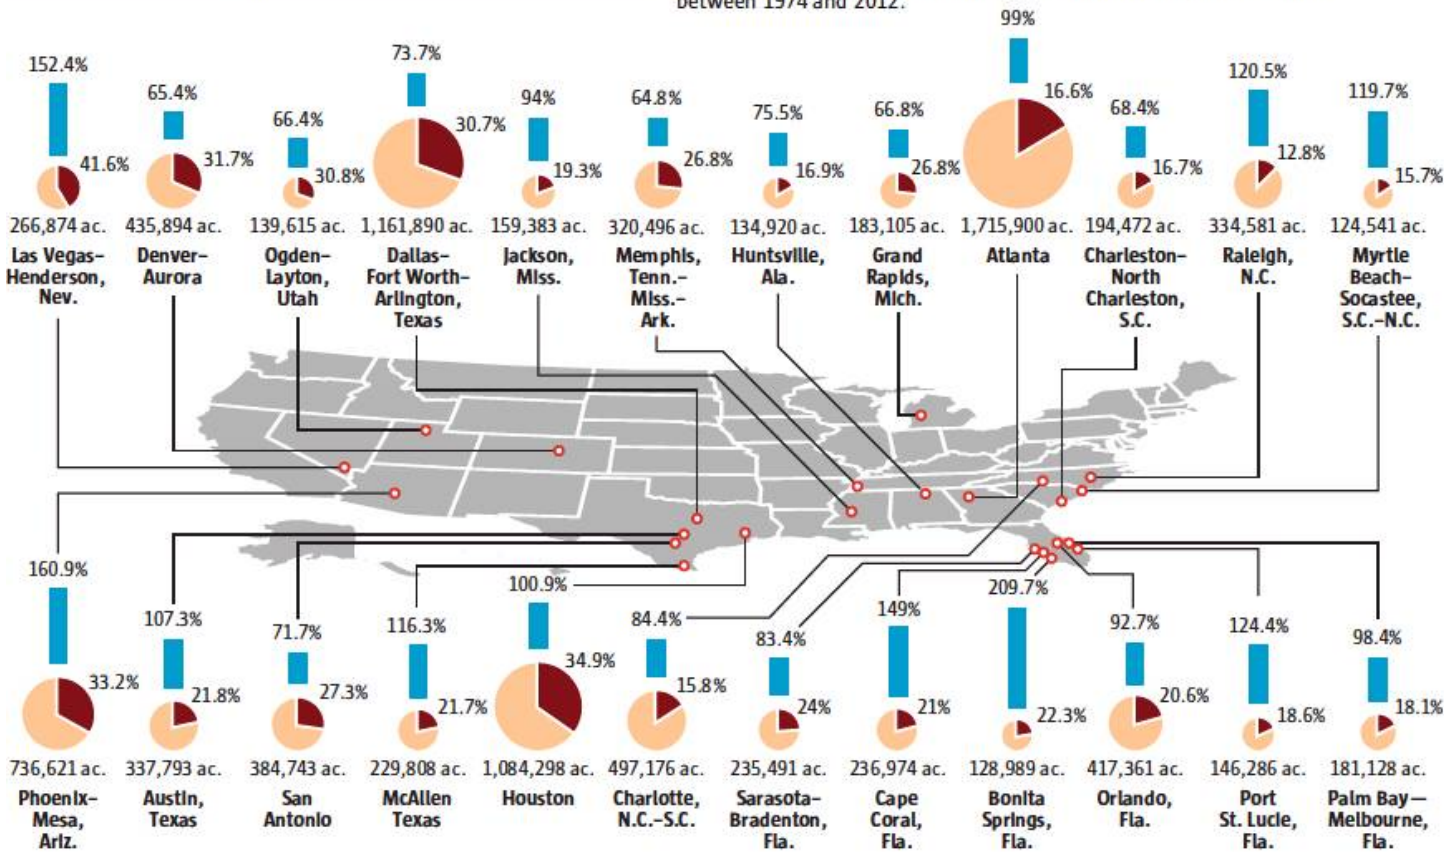 between 1974 and 2012.
152.4%
41.6%
266,874 ac.
Las Vegas–
Henderson,
Nev.
65.4%
31.7%
435,894 ac.
Denver–
Aurora
66.4%
30.8%
139,615 ac.
Ogden–
Layton,
Utah
73.7%
30.7%
1,161,890 ac.
Dallas–
Fort Worth–
Arlington,
Texas
94%
19.3%
159,383 ac.
Jackson,
Miss.
64.8%
26.8%
320,496 ac.
Memphis,
Tenn.–
Miss.–
Ark.
75.5%
16.9%
134,920 ac.
Huntsville,
Ala.
66.8%
26.8%
183,105 ac.
Grand
Rapids,
Mich.
99%
16.6%
1,715,900 ac.
Atlanta
68.4%
16.7%
194,472 ac.
Charleston–
North
Charleston,
S.C.
120.5%
12.8%
334,581 ac.
Raleigh,
N.C.
119.7%
15.7%
124,541 ac.
Myrtle
Beach–
Socastee,
S.C.–N.C.
160.9%
33.2%
736,621 ac.
Phoenix–
Mesa,
Ariz.
107.3%
21.8%
337,793 ac.
Austin,
Texas
71.7%
27.3%
384,743 ac.
San
Antonio
116.3%
21.7%
229,808 ac.
McAllen
Texas
100.9%
34.9%
1,084,298 ac.
Houston
84.4%
15.8%
497,176 ac.
Charlotte,
N.C.–S.C.
83.4%
24%
235,491 ac.
Sarasota–
Bradenton,
Fla.
149%
21%
236,974 ac.
Cape
Coral,
Fla.
209.7%
22.3%
128,989 ac.
Bonita
Springs,
Fla.
92.7%
20.6%
417,361 ac.
Orlando,
Fla.
124.4%
18.6%
146,286 ac.
Port
St. Lucie,
Fla.
98.4%
18.1%
181,128 ac.
Palm Bay—
Melbourne,
Fla.